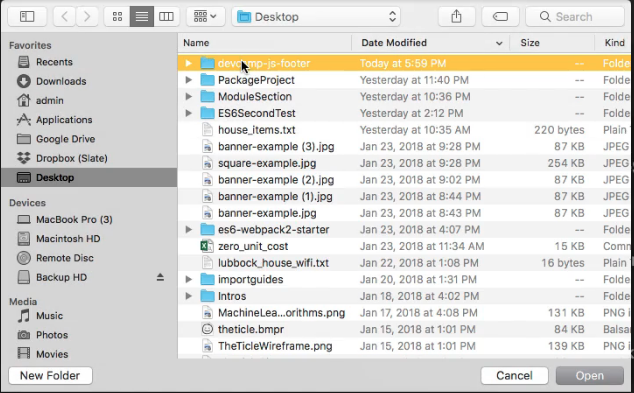 Desktop
Search
Favorites
Recents
Downloads
admin
Applications
Google Drive
Dropbox (Slate)
Desktop
Devices
MacBook Pro (3)
Macintosh HD
Remote Disc
Backup HD
Media
Music
Photos
Movies
Name Date Modified Size Kind
devcamp-js-footer Today at 5:59 PM -- Folde
PackageProject Yesterday at 11:40 PM -- Folde
ModuleSection Yesterday at 10:36 PM -- Folde
ES6SecondTest Yesterday at 2:12 PM -- Folde
house_items.txt Yesterday at 10:35 AM 220 bytes Plain
banner-example (3).jpg Jan 23, 2018 at 9:28 PM 87 KB JPEG
square-example.jpg Jan 23, 2018 at 9:28 PM 254 KB JPEG
banner-example (2).jpg Jan 23, 2018 at 9:02 PM 87 KB JPEG
banner-example (1).jpg Jan 23, 2018 at 8:44 PM 87 KB JPEG
banner-example.jpg Jan 23, 2018 at 8:43 PM 87 KB JPEG
es6-webpack2-starter Jan 23, 2018 at 4:07 PM -- Folde
zero_unit_cost Jan 23, 2018 at 11:34 AM 15 KB Comm
lubbock_house_wifi.txt Jan 22, 2018 at 1:08 PM 16 bytes Plain
importguides Jan 20, 2018 at 1:31 PM -- Folde
Intros Jan 18, 2018 at 4:02 PM -- Folde
MachineLea...orithms.png Jan 17, 2018 at 4:08 PM 131 KB PNG i
theticle.bmpr Jan 15, 2018 at 1:01 PM 84 KB Balsar
TheTicleWireframe.png Jan 15, 2018 at 1:01 PM 139 KB PNG i
New Folder Cancel Open